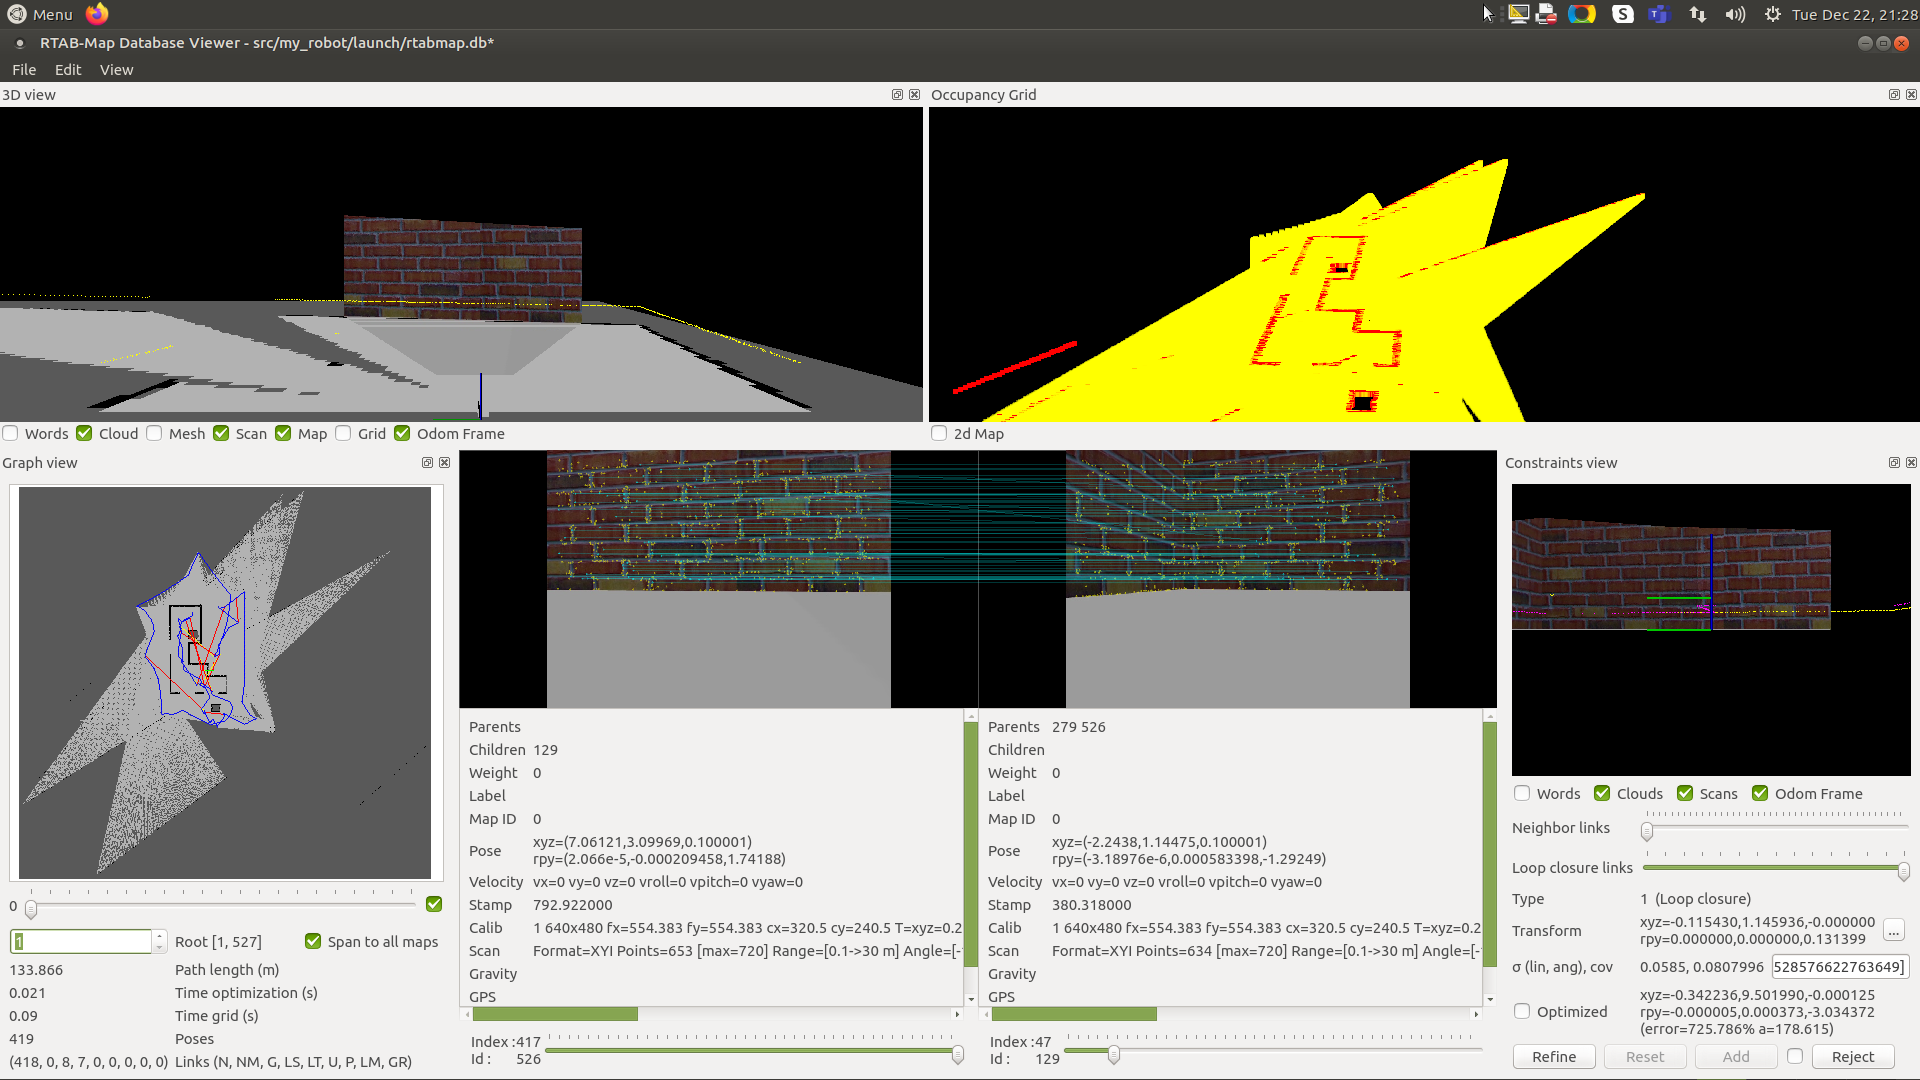 Menu
Tue Dec 22, 21:28
RTAB-Map Database Viewer - src/my_robot/launch/rtabmap.db*
File Edit View
3D view
Occupancy Grid
Words Cloud Mesh Scan Map Grid Odom Frame
2d Map
Graph view
0
1
Root [1, 527]
Span to all maps
133.866 Path length (m)
0.021 Time optimization (s)
0.09 Time grid (s)
419 Poses
(418, 0, 8, 7, 0, 0, 0, 0, 0) Links (N, NM, G, LS, LT, U, P, LM, GR)
Parents
Children 129
Weight 0
Label
Map ID 0
Pose xyz=(7.06121,3.09969,0.100001)
rpy=(2.066e-5,-0.000209458,1.74188)
Velocity vx=0 vy=0 vz=0 vroll=0 vpitch=0 vyaw=0
Stamp 792.922000
Calib 1 640x480 fx=554.383 fy=554.383 cx=320.5 cy=240.5 T=xyz=0.2
Scan Format=XYI Points=653 [max=720] Range=[0.1->30 m] Angle=[-
Gravity
GPS
Index :417
Id : 526
Parents 279 526
Children
Weight 0
Label
Map ID 0
Pose xyz=(-2.2438,1.14475,0.100001)
rpy=(-3.18976e-6,0.000583398,-1.29249)
Velocity vx=0 vy=0 vz=0 vroll=0 vpitch=0 vyaw=0
Stamp 380.318000
Calib 1 640x480 fx=554.383 fy=554.383 cx=320.5 cy=240.5 T=xyz=0.2
Scan Format=XYI Points=634 [max=720] Range=[0.1->30 m] Angle=[-
Gravity
GPS
Index :47
Id : 129
Constraints view
Words Clouds Scans Odom Frame
Neighbor links
Loop closure links
Type 1 (Loop closure)
Transform xyz=-0.115430,1.145936,-0.000000
rpy=0.000000,0.000000,0.131399
...
σ (lin, ang), cov 0.0585, 0.0807996 528576622763649]
Optimized xyz=-0.342236,9.501990,-0.000125
rpy=-0.000005,0.000373,-3.034372
(error=725.786% a=178.615)
Refine Reset Add Reject